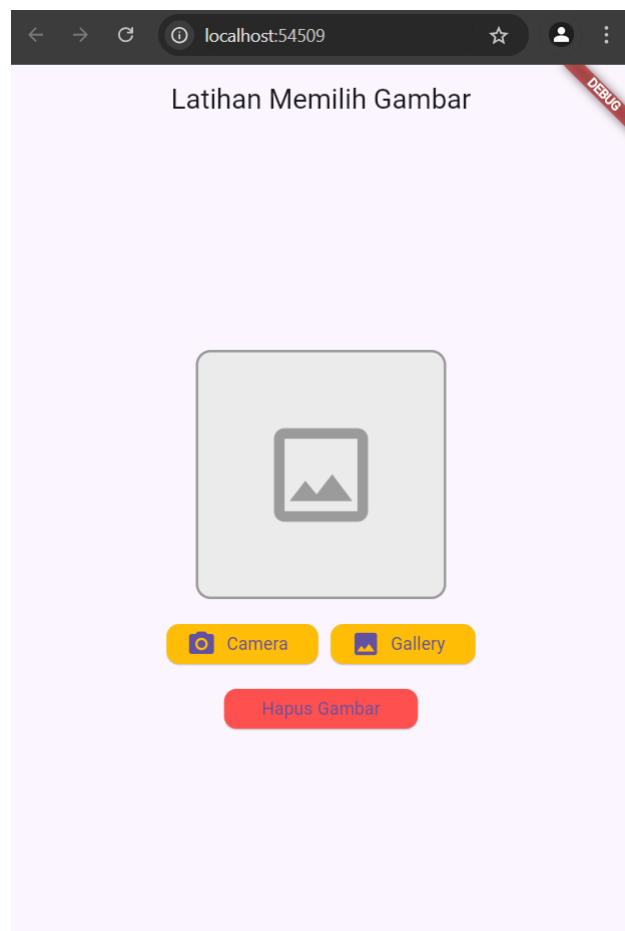 localhost:54509
DEBUG
Latihan Memilih Gambar
Camera
Gallery
Hapus Gambar